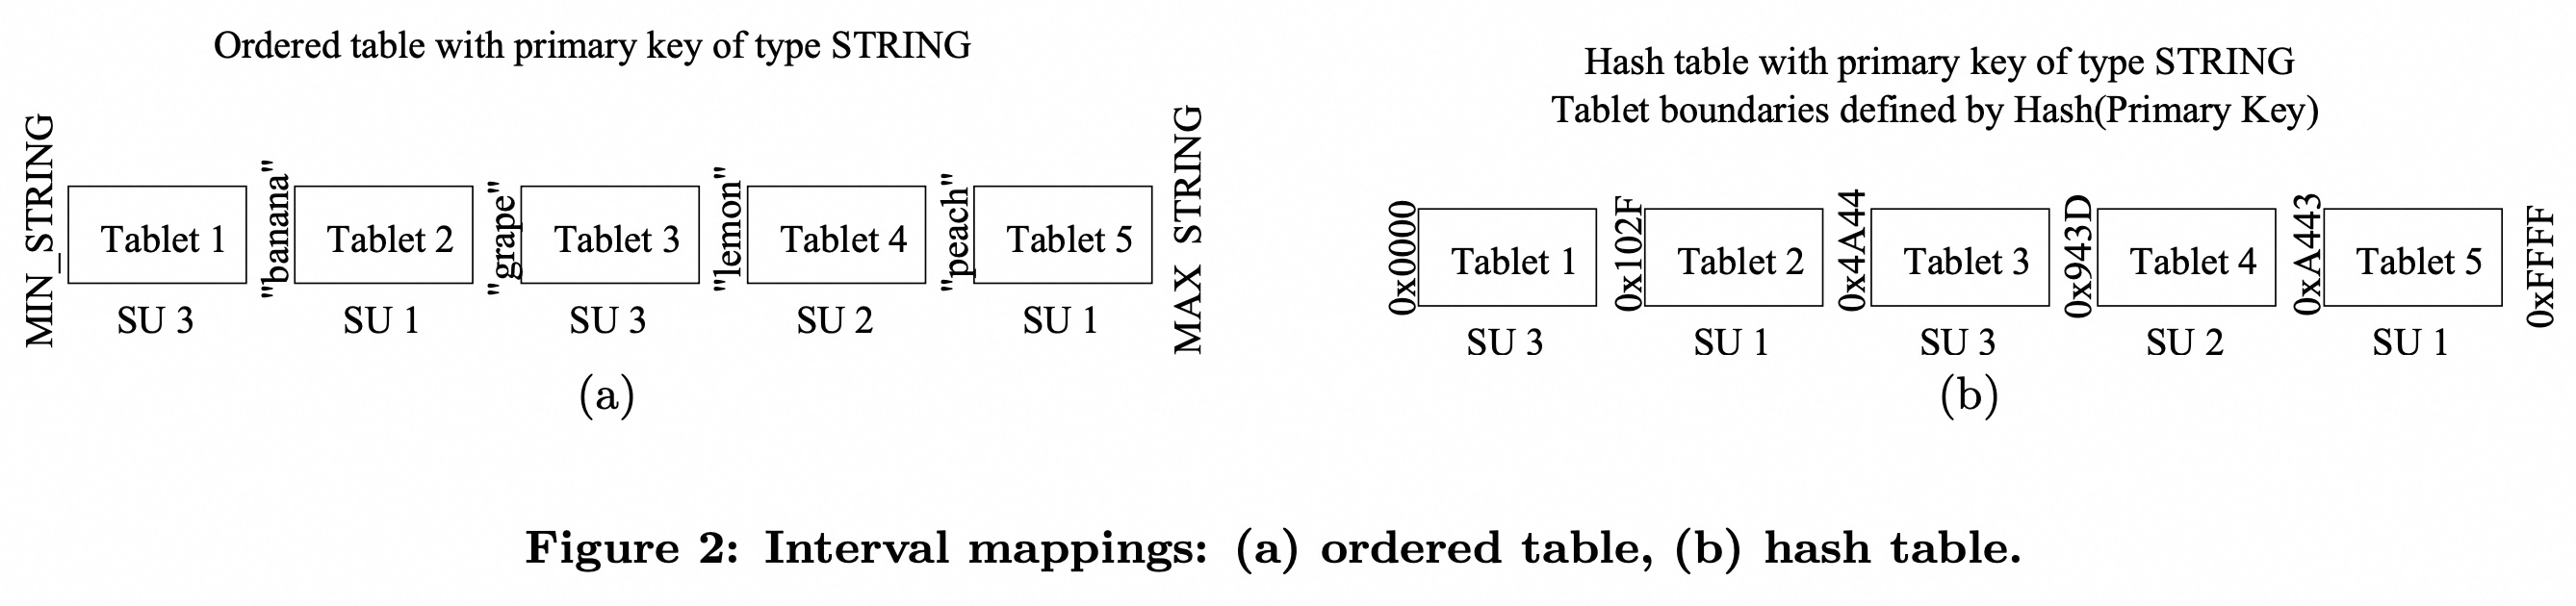 Ordered table with primary key of type STRING
MIN_STRING
Tablet 1
"banana"
Tablet 2
"grape"
Tablet 3
"lemon"
Tablet 4
"peach"
Tablet 5
MAX_STRING
SU 3
SU 1
SU 3
SU 2
SU 1
(a)
Hash table with primary key of type STRING
Tablet boundaries defined by Hash(Primary Key)
0x0000
Tablet 1
0x102F
Tablet 2
0x4A44
Tablet 3
0x943D
Tablet 4
0xA443
Tablet 5
0xFFFF
SU 3
SU 1
SU 3
SU 2
SU 1
(b)
Figure 2: Interval mappings: (a) ordered table, (b) hash table.